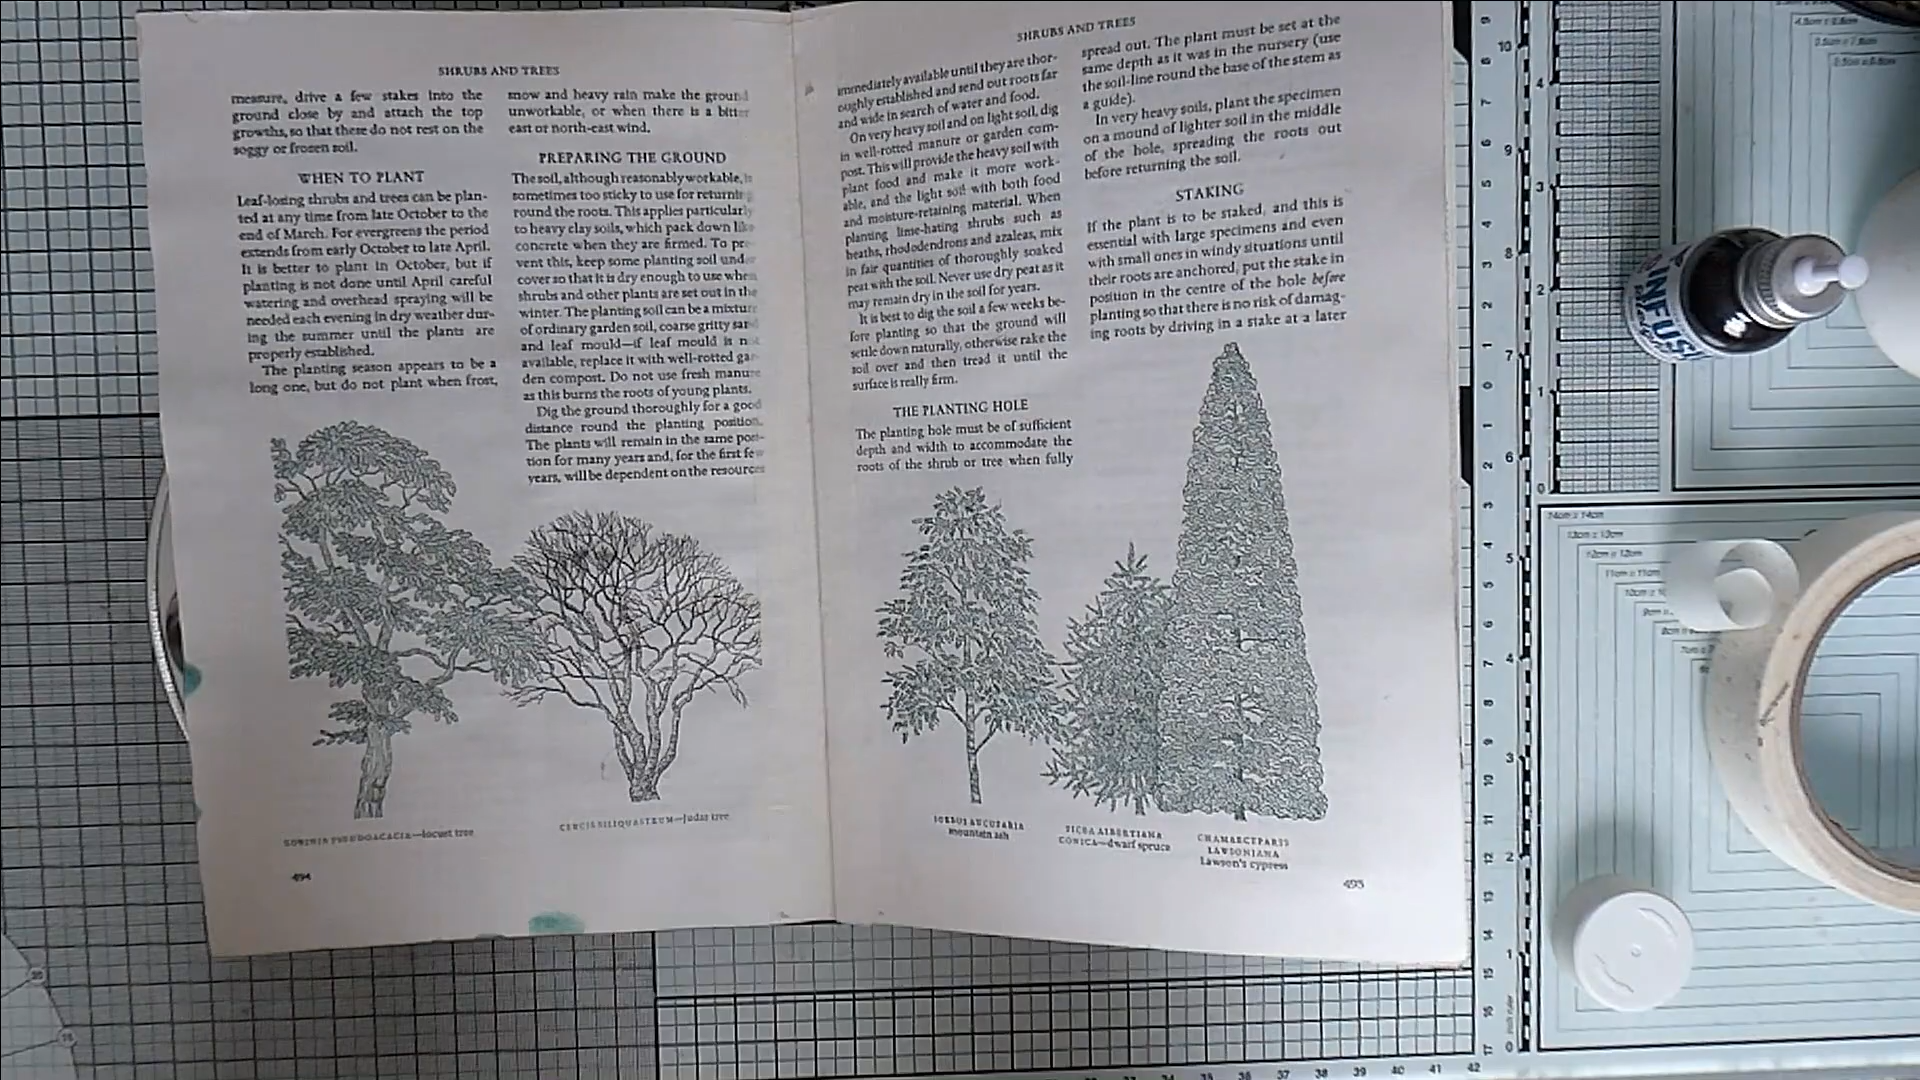 SHRUBS AND TREES
measure, drive a few stakes into the
ground close by and attach the top
growths, so that these do not rest on the
soggy or frozen soil.
WHEN TO PLANT
Leaf-losing shrubs and trees can be plan-
ted at any time from late October to the
end of March. For evergreens the period
extends from early October to late April.
It is better to plant in October, but if
planting is not done until April careful
watering and overhead spraying will be
needed each evening in dry weather dur-
ing the summer until the plants are
properly established.
The planting season appears to be a
long one, but do not plant when frost,
snow and heavy rain make the ground
unworkable, or when there is a bitter
east or north-east wind.
PREPARING THE GROUND
The soil, although reasonably workable, is
sometimes too sticky to use for returning
round the roots. This applies particularly
to heavy clay soils, which pack down like
concrete when they are firmed. To pre-
vent this, keep some planting soil under
cover so that it is dry enough to use when
shrubs and other plants are set out in the
winter. The planting soil can be a mixture
of ordinary garden soil, coarse gritty sand
and leaf mould—if leaf mould is not
available, replace it with well-rotted gar-
den compost. Do not use fresh manure
as this burns the roots of young plants.
Dig the ground thoroughly for a good
distance round the planting position.
The plants will remain in the same posi-
tion for many years and, for the first few
years, will be dependent on the resources
ROBINIA PSEUDOACACIA—locust tree
CERCIS SILIQUASTRUM—Judas tree
494
SHRUBS AND TREES
immediately available until they are thor-
oughly established and send out roots far
and wide in search of water and food.
On very heavy soil and on light soil, dig
in well-rotted manure or garden com-
post. This will provide the heavy soil with
plant food and make it more work-
able, and the light soil with both food
and moisture-retaining material. When
planting lime-hating shrubs such as
heaths, rhododendrons and azaleas, mix
in fair quantities of thoroughly soaked
peat with the soil. Never use dry peat as it
may remain dry in the soil for years.
It is best to dig the soil a few weeks be-
fore planting so that the ground will
settle down naturally, otherwise rake the
soil over and then tread it until the
surface is really firm.
THE PLANTING HOLE
The planting hole must be of sufficient
depth and width to accommodate the
roots of the shrub or tree when fully
spread out. The plant must be set at the
same depth as it was in the nursery (use
the soil-line round the base of the stem as
a guide).
In very heavy soils, plant the specimen
on a mound of lighter soil in the middle
of the hole, spreading the roots out
before returning the soil.
STAKING
If the plant is to be staked, and this is
essential with large specimens and even
with small ones in windy situations until
their roots are anchored, put the stake in
position in the centre of the hole before
planting so that there is no risk of damag-
ing roots by driving in a stake at a later
SORBUS AUCUPARIA
mountain ash
PICEA ALBERTIANA
CONICA—dwarf spruce
CHAMAECYPARIS
LAWSONIANA
Lawson's cypress
495
INFUS
14cm x 14cm
13cm x 13cm
12cm x 12cm
11cm x 11cm